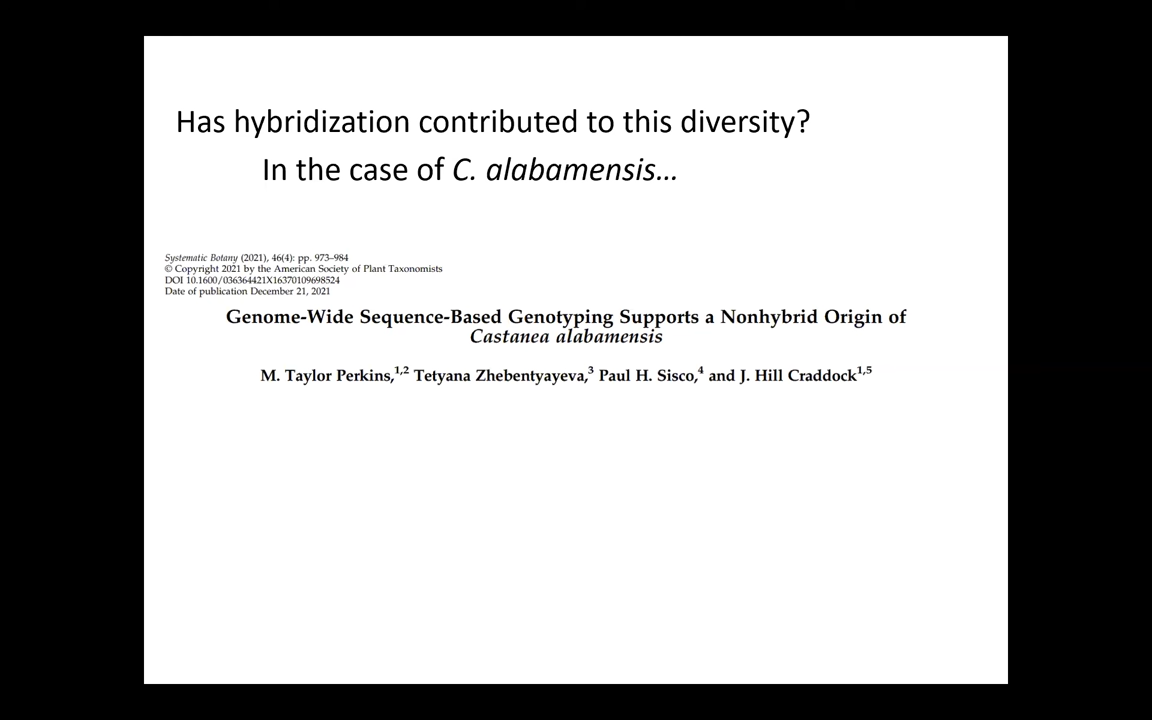 Has hybridization contributed to this diversity?
In the case of C. alabamensis…
Systematic Botany (2021), 46(4): pp. 973–984
© Copyright 2021 by the American Society of Plant Taxonomists
DOI 10.1600/036364421X16370109698524
Date of publication December 21, 2021
Genome-Wide Sequence-Based Genotyping Supports a Nonhybrid Origin of
Castanea alabamensis
M. Taylor Perkins,1,2 Tetyana Zhebentyayeva,3 Paul H. Sisco,4 and J. Hill Craddock1,5